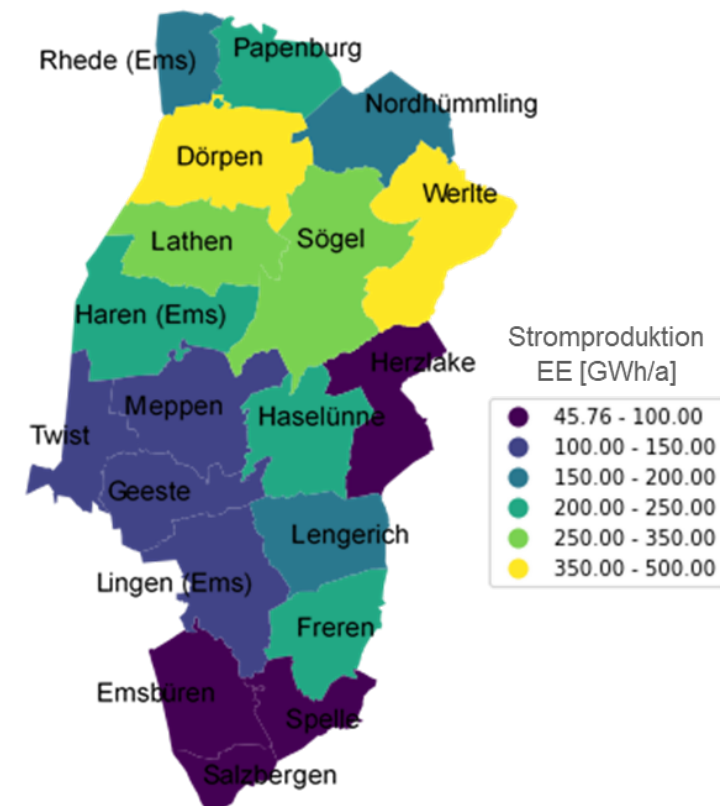 Papenburg
Rhede (Ems)
Nordhümmling
Dörpen
Werlte
Lathen
Sögel
Haren (Ems)
Herzlake
Meppen
Haselünne
Twist
Geeste
Lengerich
Lingen (Ems)
Freren
Emsbüren
Spelle
Salzbergen
Stromproduktion
EE [GWh/a]
45.76 - 100.00
100.00 - 150.00
150.00 - 200.00
200.00 - 250.00
250.00 - 350.00
350.00 - 500.00